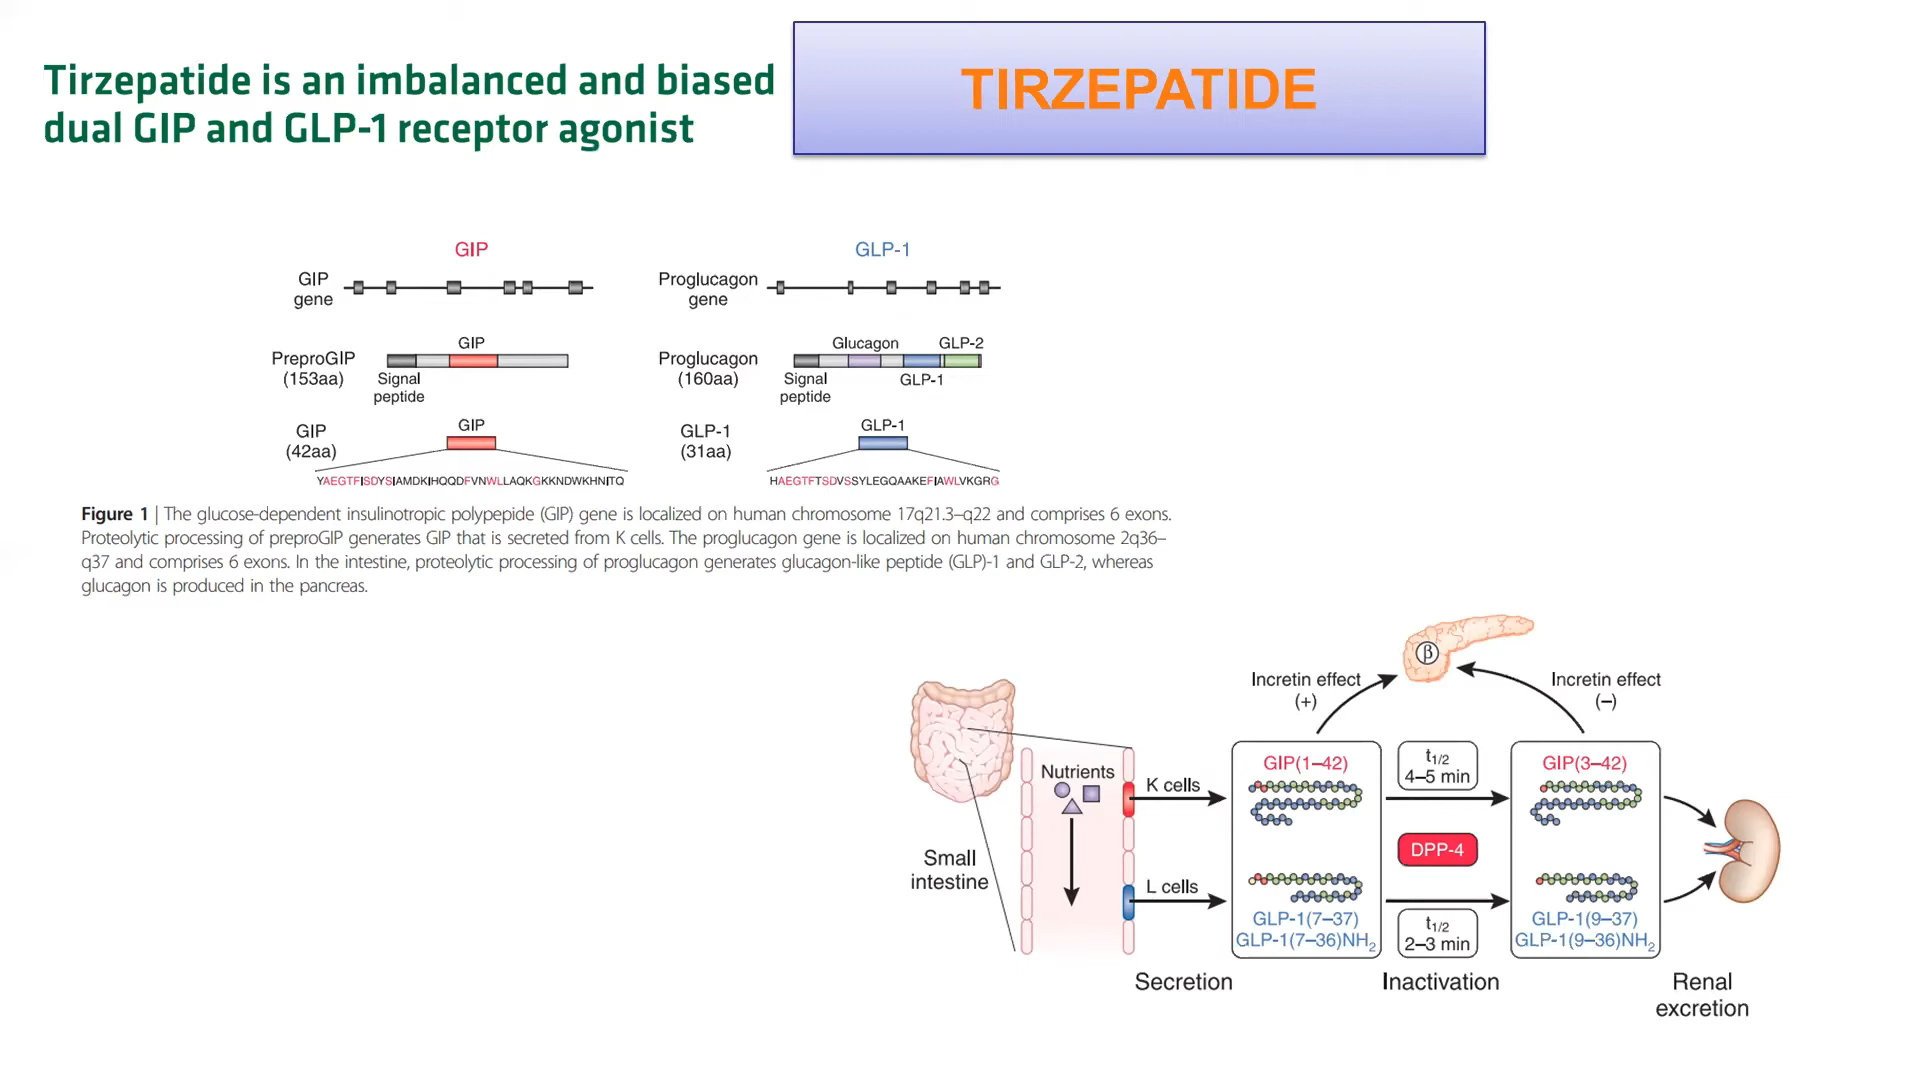 Tirzepatide is an imbalanced and biased
dual GIP and GLP-1 receptor agonist
TIRZEPATIDE
GIP
GIP
gene
PreproGIP
(153aa)
GIP
Signal
peptide
GIP
(42aa)
GIP
YAEGTFISDYSIAMDKIHQQDFVNWLLAQKGKKNDWKHNITQ
GLP-1
Proglucagon
gene
Proglucagon
(160aa)
Glucagon
GLP-2
GLP-1
Signal
peptide
GLP-1
(31aa)
GLP-1
HAEGTFTSDVSSYLEGQAAKEFIAWLVKGRG
Figure 1 | The glucose-dependent insulinotropic polypepide (GIP) gene is localized on human chromosome 17q21.3–q22 and comprises 6 exons.
Proteolytic processing of preproGIP generates GIP that is secreted from K cells. The proglucagon gene is localized on human chromosome 2q36–
q37 and comprises 6 exons. In the intestine, proteolytic processing of proglucagon generates glucagon-like peptide (GLP)-1 and GLP-2, whereas
glucagon is produced in the pancreas.
β
Incretin effect
(+)
Incretin effect
(–)
Small
intestine
Nutrients
K cells
L cells
GIP(1–42)
GLP-1(7–37)
GLP-1(7–36)NH2
t1/2
4–5 min
DPP-4
t1/2
2–3 min
GIP(3–42)
GLP-1(9–37)
GLP-1(9–36)NH2
Secretion
Inactivation
Renal
excretion